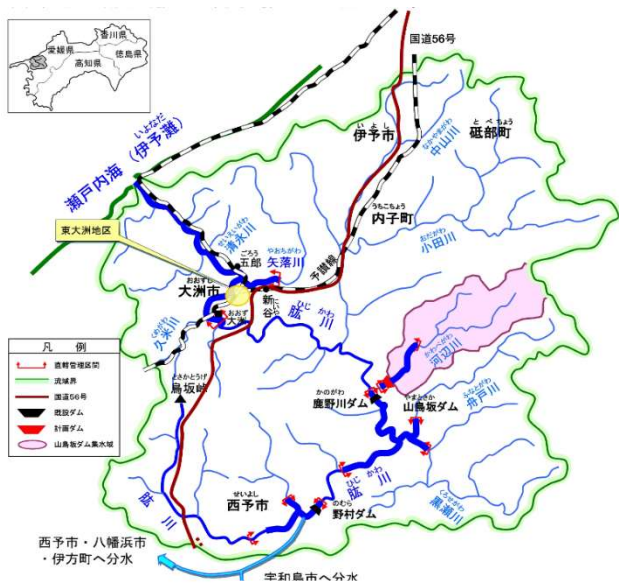 香川県
愛媛県
徳島県
高知県
国道56号
いよなだ
瀬戸内海（伊予灘）
いよし
伊予市
なかやまがわ
中山川
とべちょう
砥部町
うちこちょう
内子町
おだがわ
小田川
東大洲地区
せいえいがわ
清永川
ごろう
五郎
やおちがわ
矢落川
予讃線
おおずし
大洲市
にいや
新谷
おおず
大洲
くめがわ
久米川
ひじかわ
肱川
かわべがわ
河辺川
凡例
直轄管理区間
流域界
国道56号
既設ダム
計画ダム
山鳥坂ダム集水域
とさかとうげ
鳥坂峠
かのがわ
鹿野川ダム
やまとさか
山鳥坂ダム
ふなとがわ
舟戸川
ひじかわ
肱川
くろせがわ
黒瀬川
肱川
せいよし
西予市
のむら
野村ダム
西予市・八幡浜市
・伊方町へ分水
宇和島市へ分水